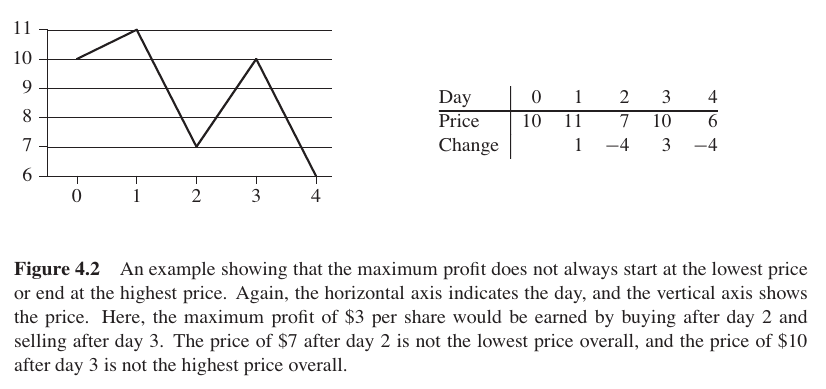 11
10
9
8
7
6
0 1 2 3 4
Day 0 1 2 3 4
Price 10 11 7 10 6
Change 1 −4 3 −4
Figure 4.2 An example showing that the maximum profit does not always start at the lowest price
or end at the highest price. Again, the horizontal axis indicates the day, and the vertical axis shows
the price. Here, the maximum profit of $3 per share would be earned by buying after day 2 and
selling after day 3. The price of $7 after day 2 is not the lowest price overall, and the price of $10
after day 3 is not the highest price overall.